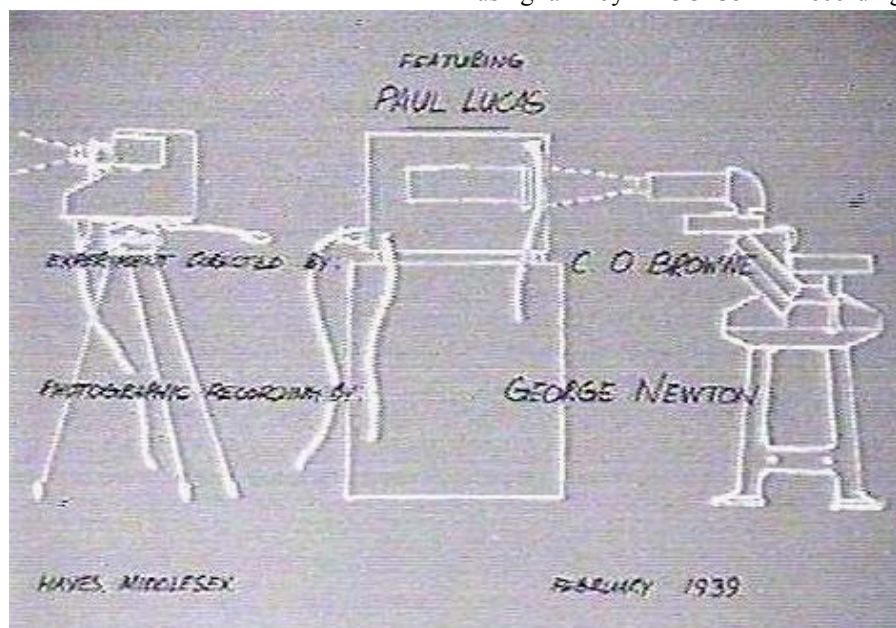 FEATURING
PAUL LUCAS
EXPERIMENT DIRECTED BY: C O BROWNE
PHOTOGRAPHIC RECORDING BY: GEORGE NEWTON
HAYES, MIDDLESEX FEBRUARY 1939